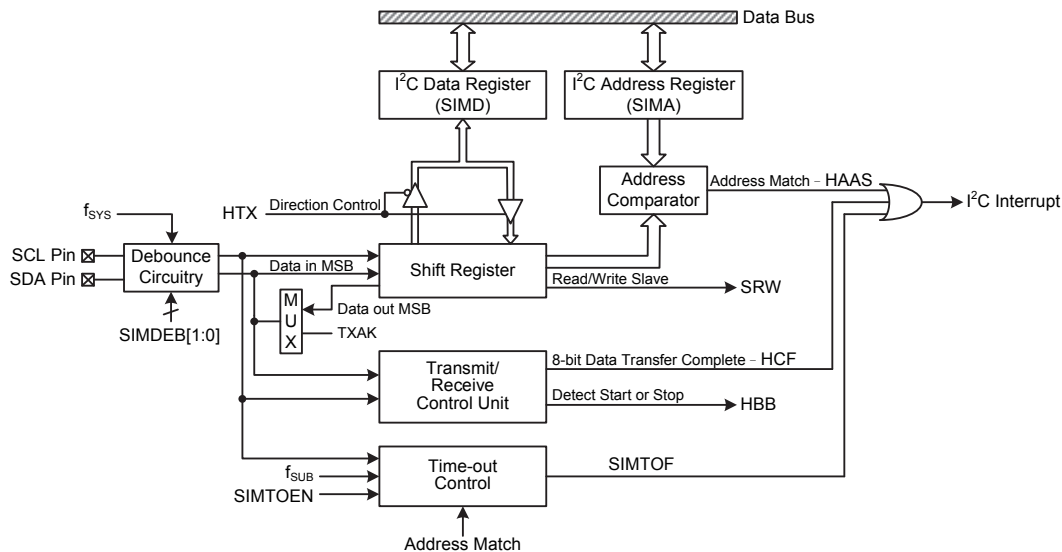 Data Bus
I²C Data Register
(SIMD)
I²C Address Register
(SIMA)
HTX
Direction Control
Address
Comparator
Address Match – HAAS
I²C Interrupt
fSYS
SCL Pin
SDA Pin
Debounce
Circuitry
SIMDEB[1:0]
Data in MSB
Shift Register
Read/Write Slave
SRW
M
U
X
Data out MSB
TXAK
Transmit/
Receive
Control Unit
8-bit Data Transfer Complete – HCF
Detect Start or Stop
HBB
fSUB
SIMTOEN
Time-out
Control
SIMTOF
Address Match